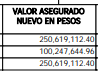 VALOR ASEGURADO
NUEVO EN PESOS
250,619,112.40
100,247,644.96
250,619,112.40